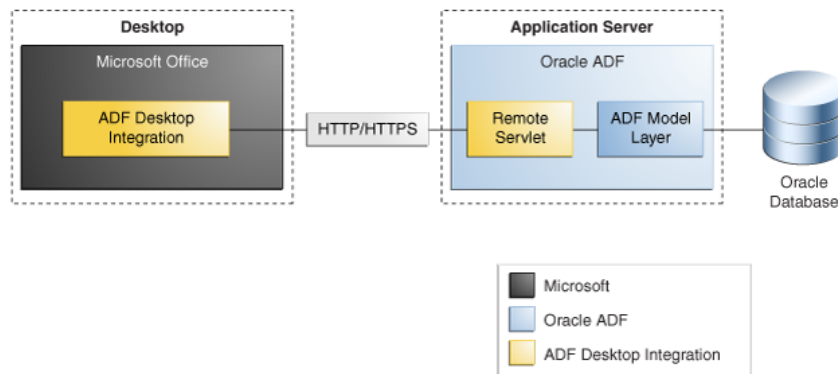 Desktop
Microsoft Office
ADF Desktop
Integration
HTTP/HTTPS
Application Server
Oracle ADF
Remote
Servlet
ADF Model
Layer
Oracle
Database
Microsoft
Oracle ADF
ADF Desktop Integration